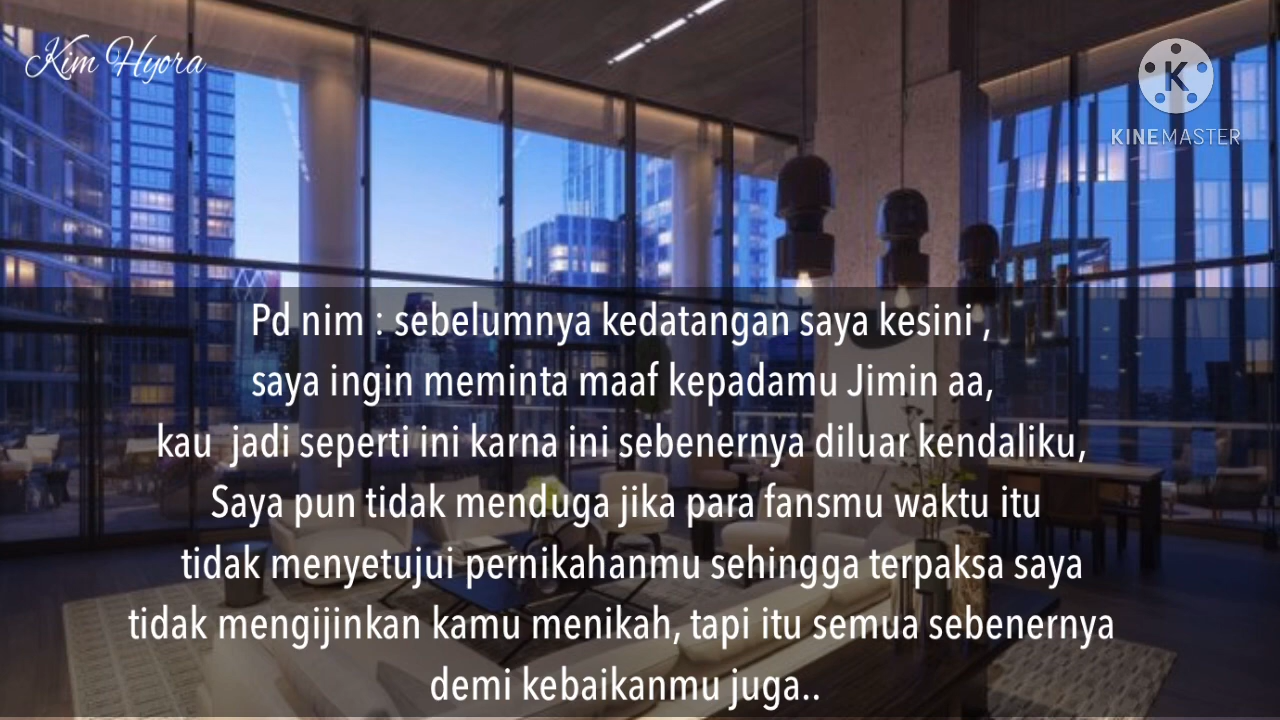 Kim Hyora
K
KINEMASTER
Pd nim : sebelumnya kedatangan saya kesini ,
saya ingin meminta maaf kepadamu Jimin aa,
kau jadi seperti ini karna ini sebenernya diluar kendaliku,
Saya pun tidak menduga jika para fansmu waktu itu
tidak menyetujui pernikahanmu sehingga terpaksa saya
tidak mengijinkan kamu menikah, tapi itu semua sebenernya
demi kebaikanmu juga..